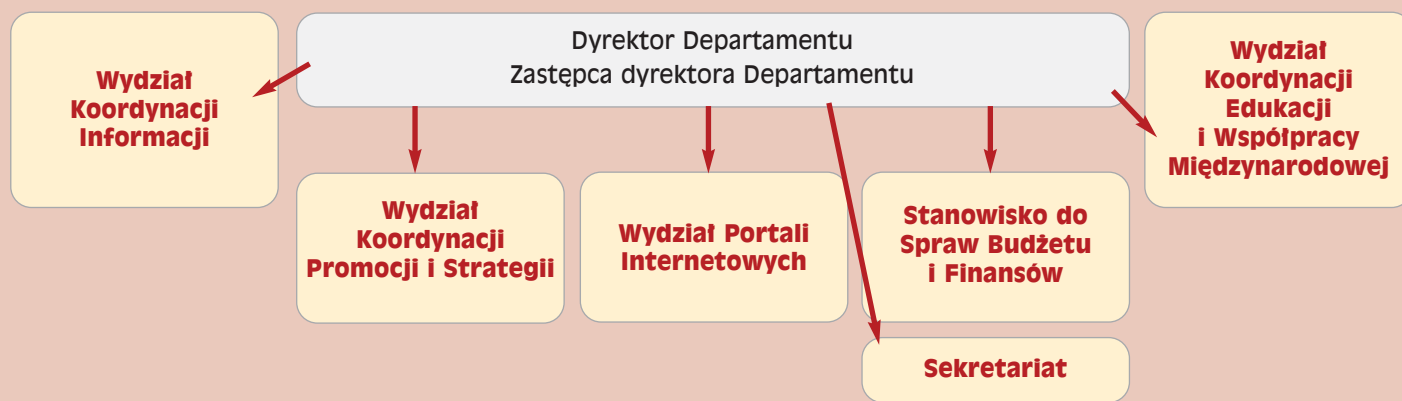 Dyrektor Departamentu
Zastępca dyrektora Departamentu
Wydział
Koordynacji
Informacji
Wydział
Koordynacji
Promocji i Strategii
Wydział Portali
Internetowych
Stanowisko do
Spraw Budżetu
i Finansów
Sekretariat
Wydział
Koordynacji
Edukacji
i Współpracy
Międzynarodowej